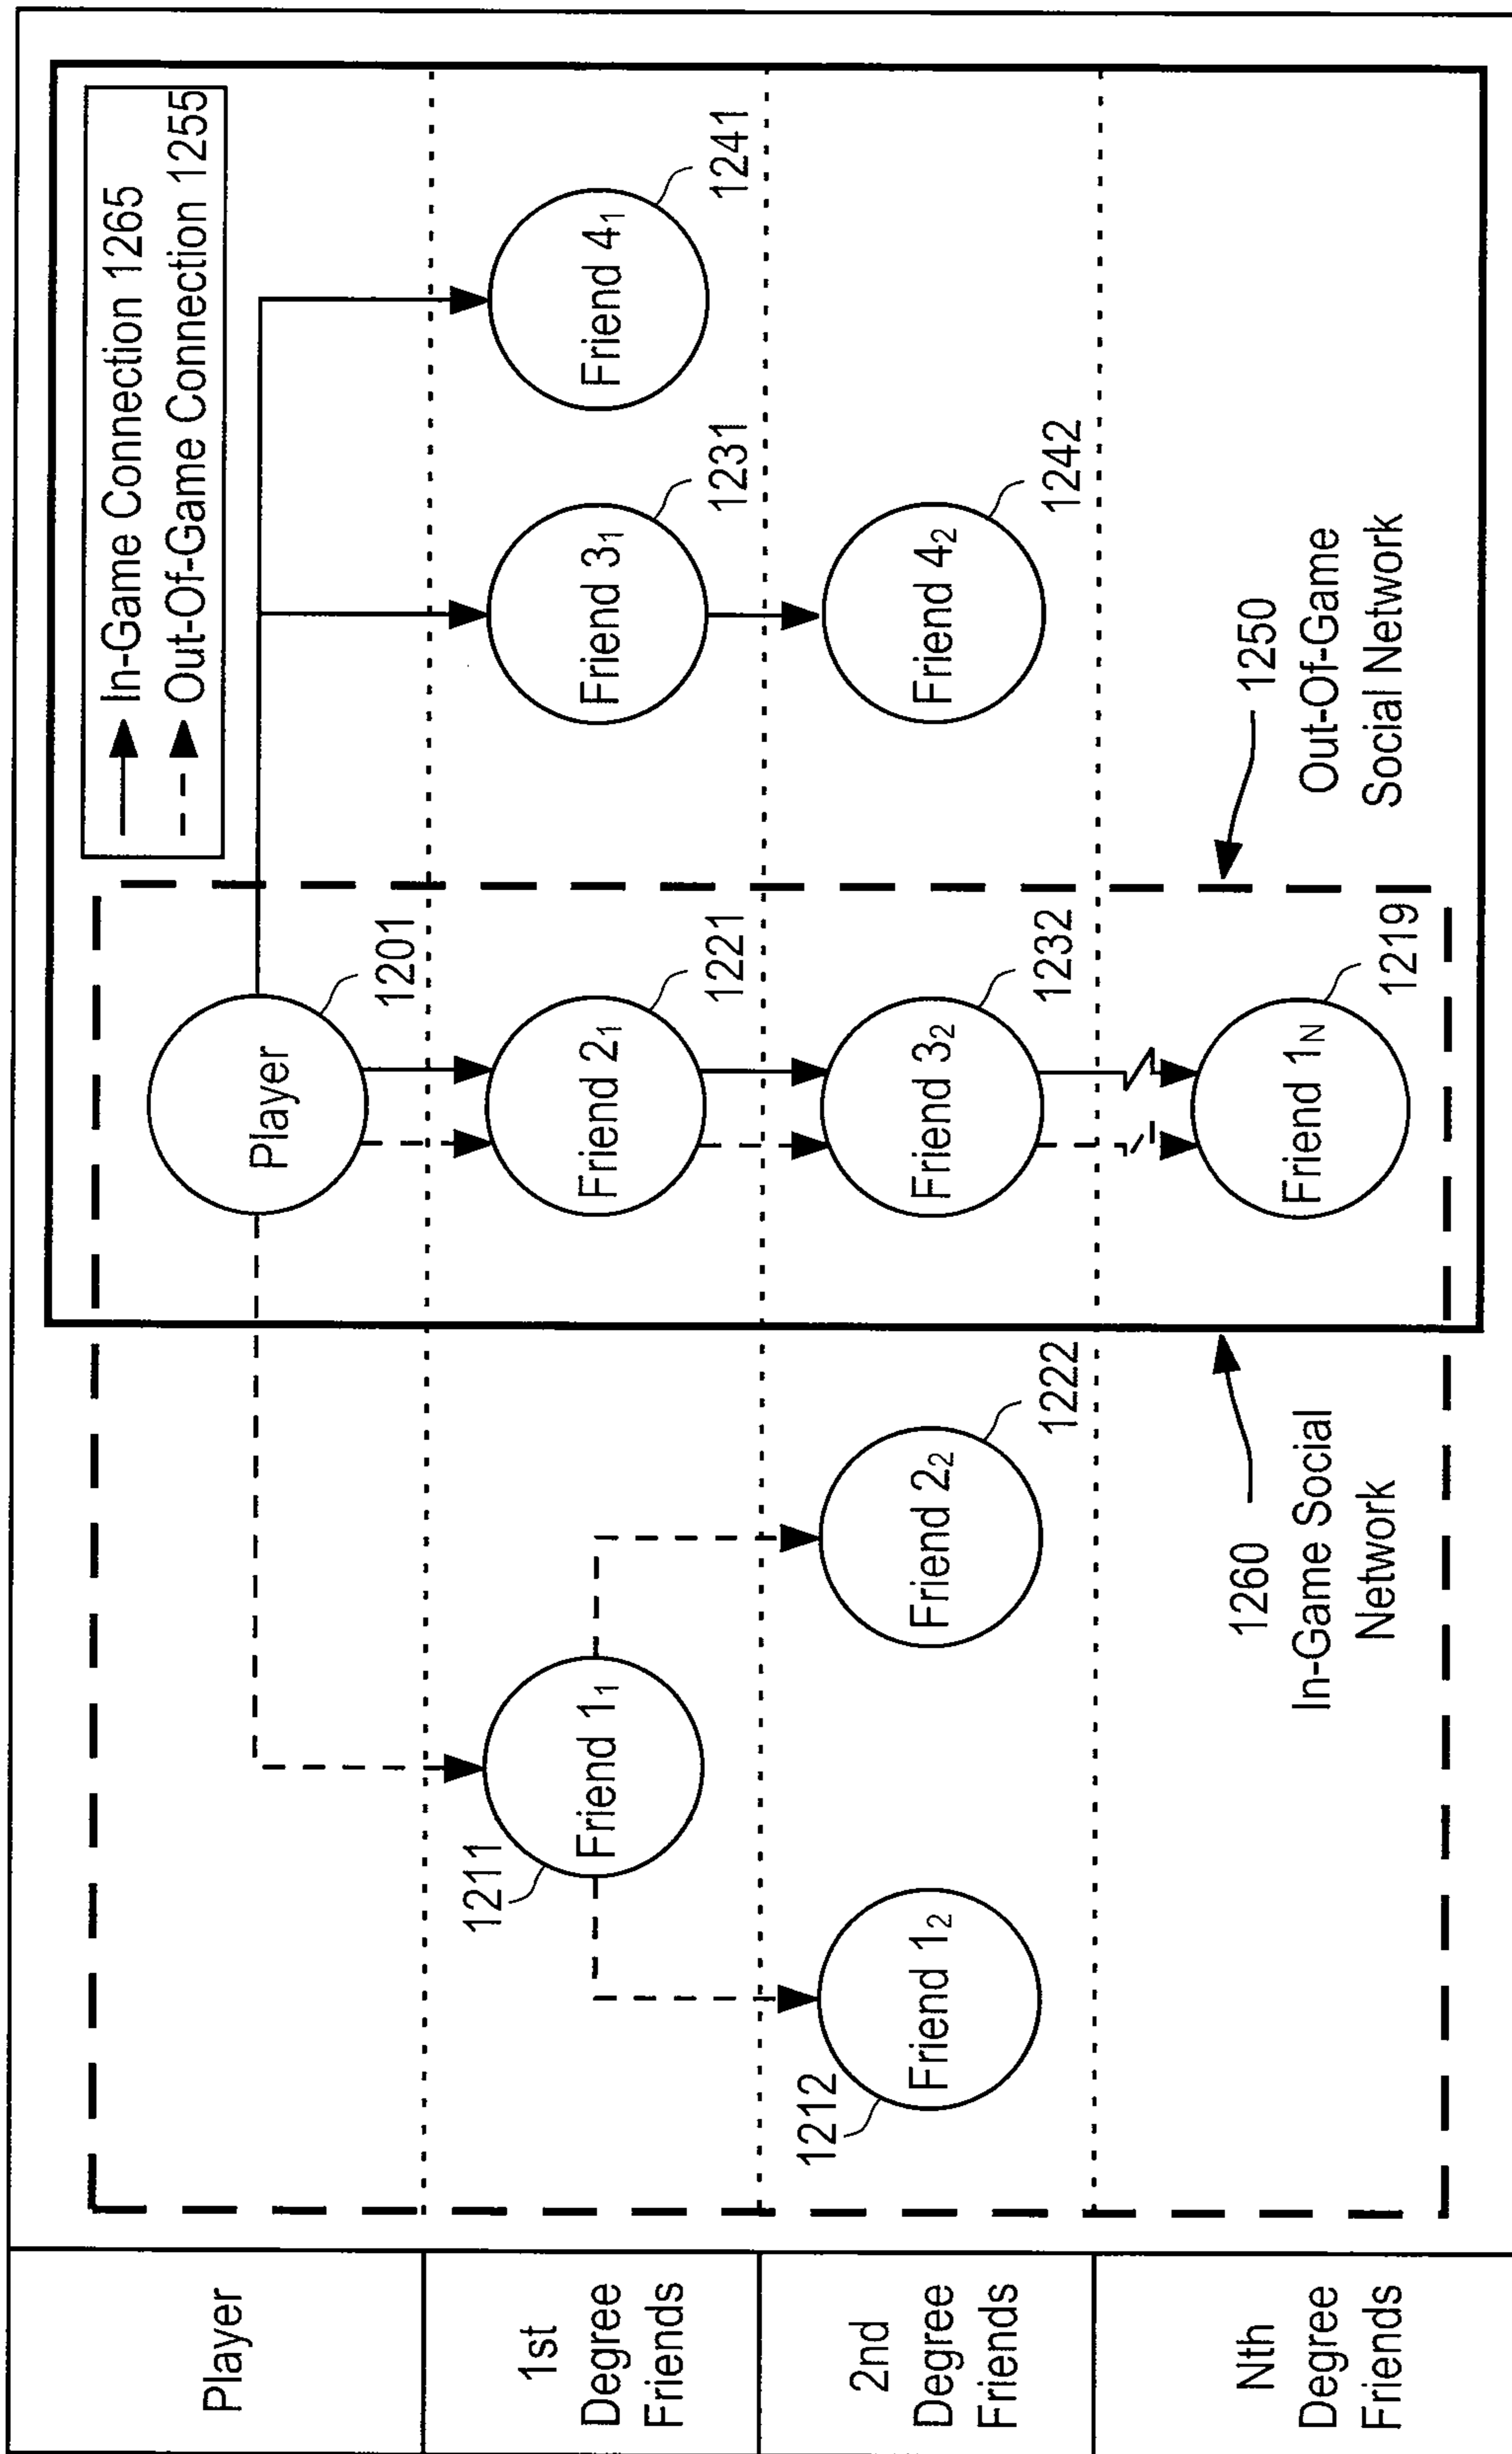 Player
1st
Degree
Friends
2nd
Degree
Friends
Nth
Degree
Friends
In-Game Connection 1265
Out-Of-Game Connection 1255
Player
1201
1211
Friend 1₁
Friend 2₁
1221
Friend 3₁
1231
Friend 4₁
1241
1212
Friend 1₂
Friend 2₂
1222
Friend 3₂
1232
Friend 4₂
1242
1260
In-Game Social
Network
Friend 1N
1219
1250
Out-Of-Game
Social Network